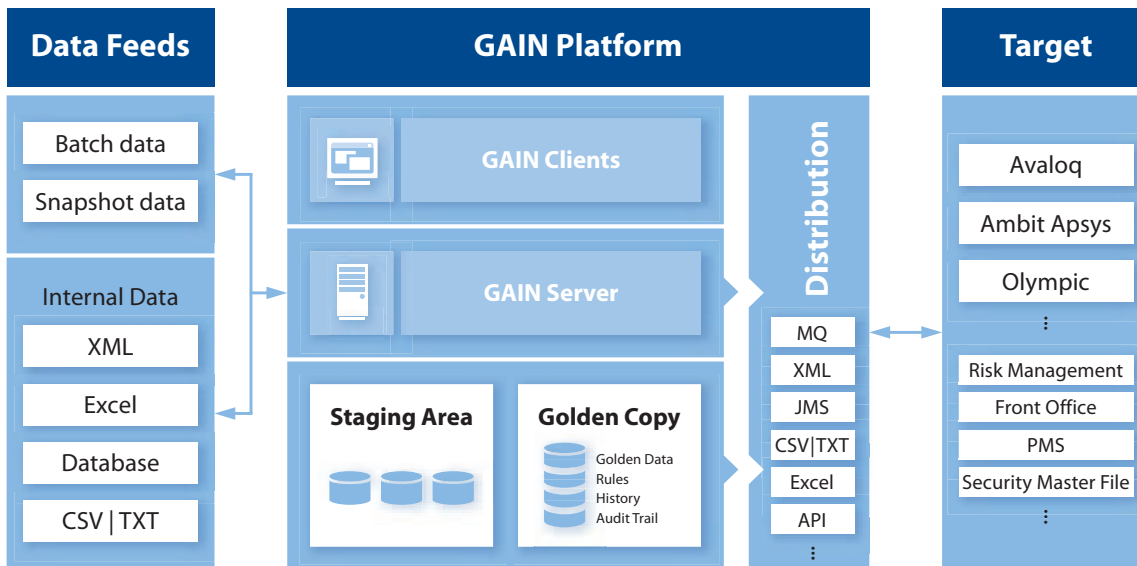 Data Feeds
Batch data
Snapshot data
Internal Data
XML
Excel
Database
CSV | TXT
GAIN Platform
GAIN Clients
GAIN Server
Staging Area
Golden Copy
Golden Data
Rules
History
Audit Trail
Distribution
MQ
XML
JMS
CSV|TXT
Excel
API
...
Target
Avaloq
Ambit Apsys
Olympic
...
Risk Management
Front Office
PMS
Security Master File
...